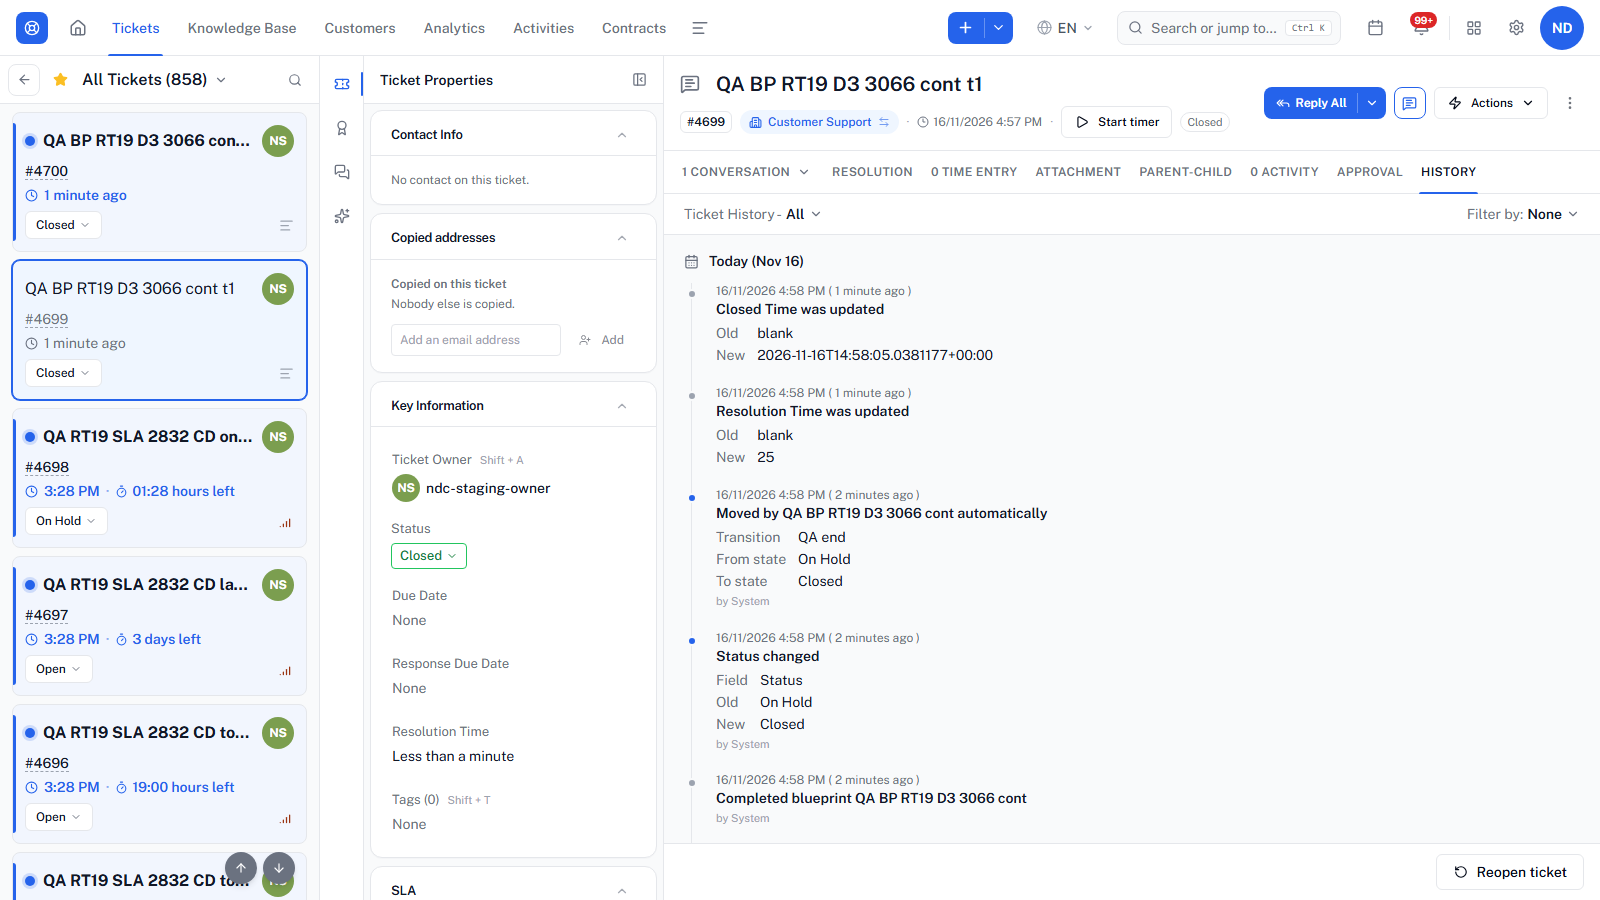 Tickets
Knowledge Base
Customers
Analytics
Activities
Contracts
EN
Search or jump to...
Ctrl K
99+
ND
All Tickets (858)
QA BP RT19 D3 3066 con...
NS
#4700
1 minute ago
Closed
QA BP RT19 D3 3066 cont t1
NS
#4699
1 minute ago
Closed
QA RT19 SLA 2832 CD on...
NS
#4698
3:28 PM · 01:28 hours left
On Hold
QA RT19 SLA 2832 CD la...
NS
#4697
3:28 PM · 3 days left
Open
QA RT19 SLA 2832 CD to...
NS
#4696
3:28 PM · 19:00 hours left
Open
QA RT19 SLA 2832 CD
Ticket Properties
Contact Info
No contact on this ticket.
Copied addresses
Copied on this ticket
Nobody else is copied.
Add an email address
Add
Key Information
Ticket Owner Shift + A
NS ndc-staging-owner
Status
Closed
Due Date
None
Response Due Date
None
Resolution Time
Less than a minute
Tags (0) Shift + T
None
SLA
QA BP RT19 D3 3066 cont t1
#4699
Customer Support
· 16/11/2026 4:57 PM ·
Start timer
Closed
Reply All
Actions
1 CONVERSATION
RESOLUTION
0 TIME ENTRY
ATTACHMENT
PARENT-CHILD
0 ACTIVITY
APPROVAL
HISTORY
Ticket History - All
Filter by: None
Today (Nov 16)
16/11/2026 4:58 PM ( 1 minute ago )
Closed Time was updated
Old blank
New 2026-11-16T14:58:05.0381177+00:00
16/11/2026 4:58 PM ( 1 minute ago )
Resolution Time was updated
Old blank
New 25
16/11/2026 4:58 PM ( 2 minutes ago )
Moved by QA BP RT19 D3 3066 cont automatically
Transition QA end
From state On Hold
To state Closed
by System
16/11/2026 4:58 PM ( 2 minutes ago )
Status changed
Field Status
Old On Hold
New Closed
by System
16/11/2026 4:58 PM ( 2 minutes ago )
Completed blueprint QA BP RT19 D3 3066 cont
by System
Reopen ticket